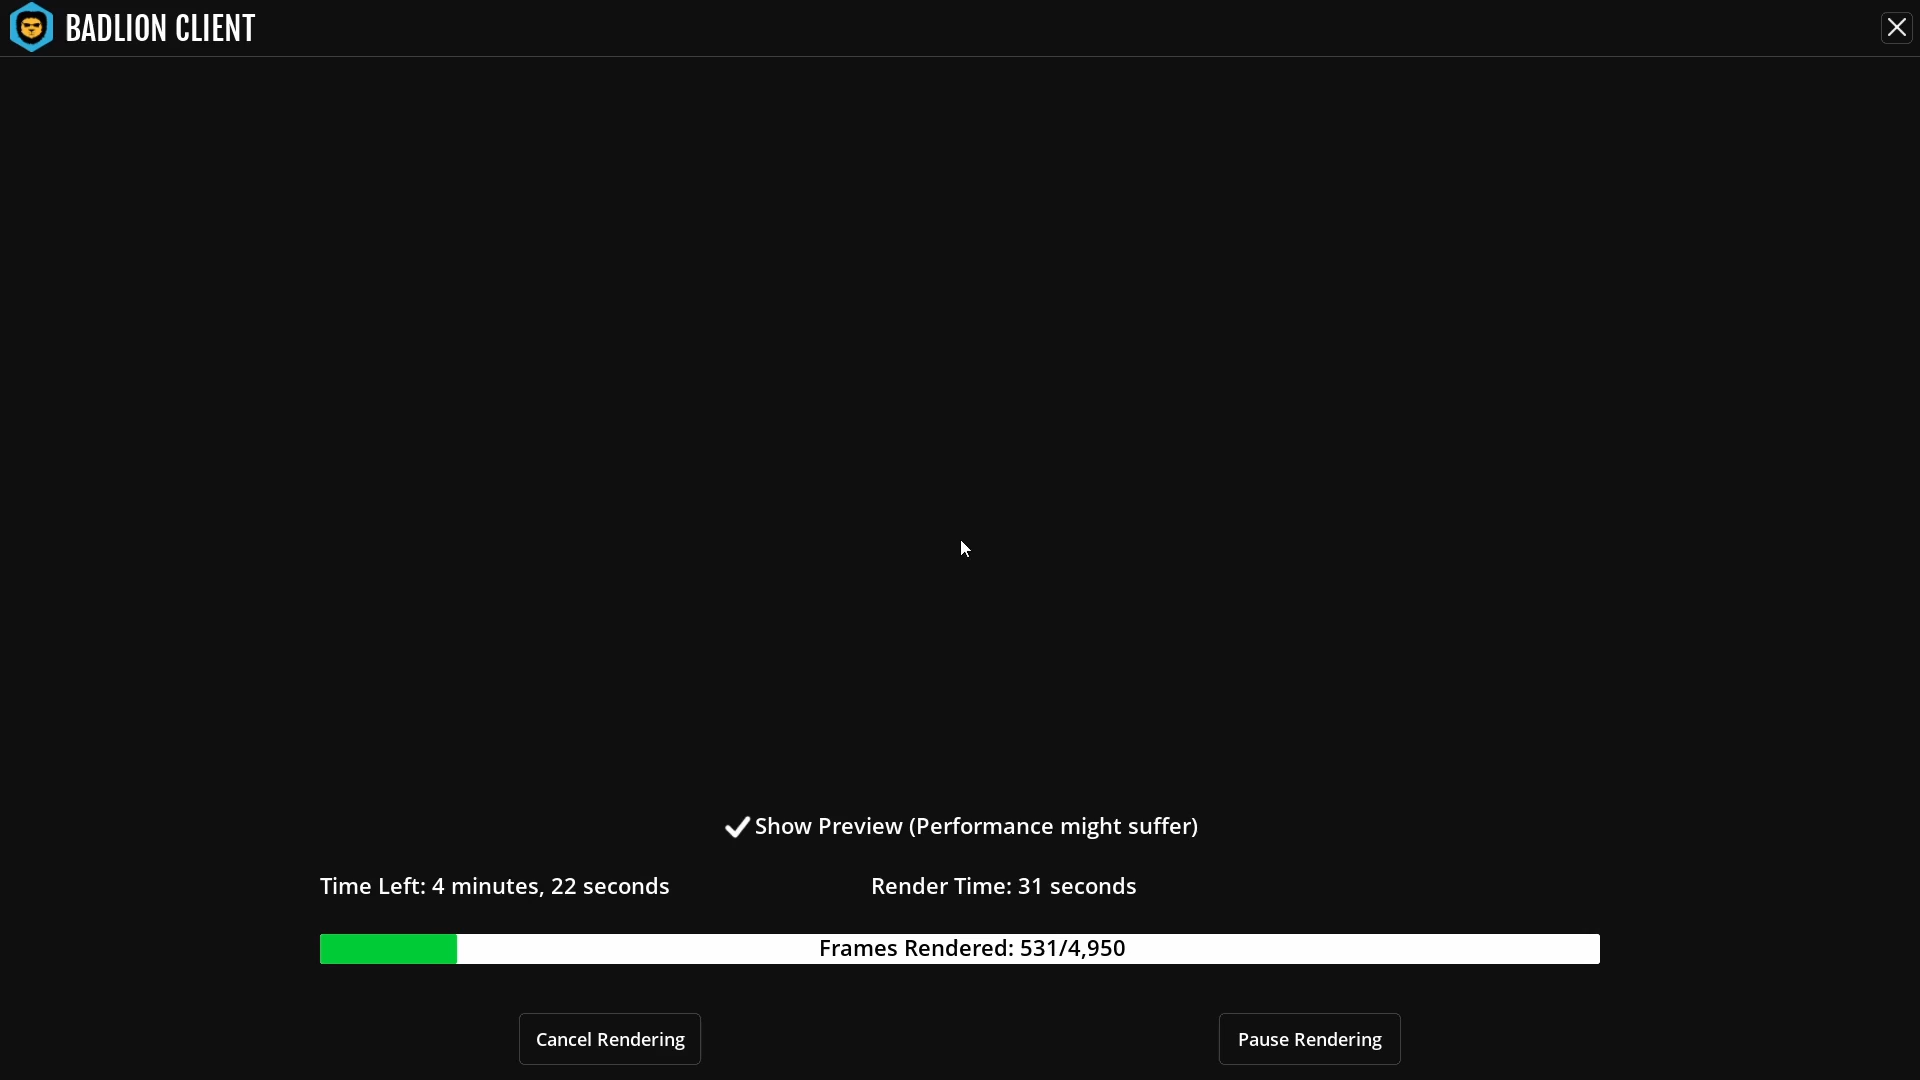 BADLION CLIENT
Show Preview (Performance might suffer)
Time Left: 4 minutes, 22 seconds
Render Time: 31 seconds
Frames Rendered: 531/4,950
Cancel Rendering
Pause Rendering